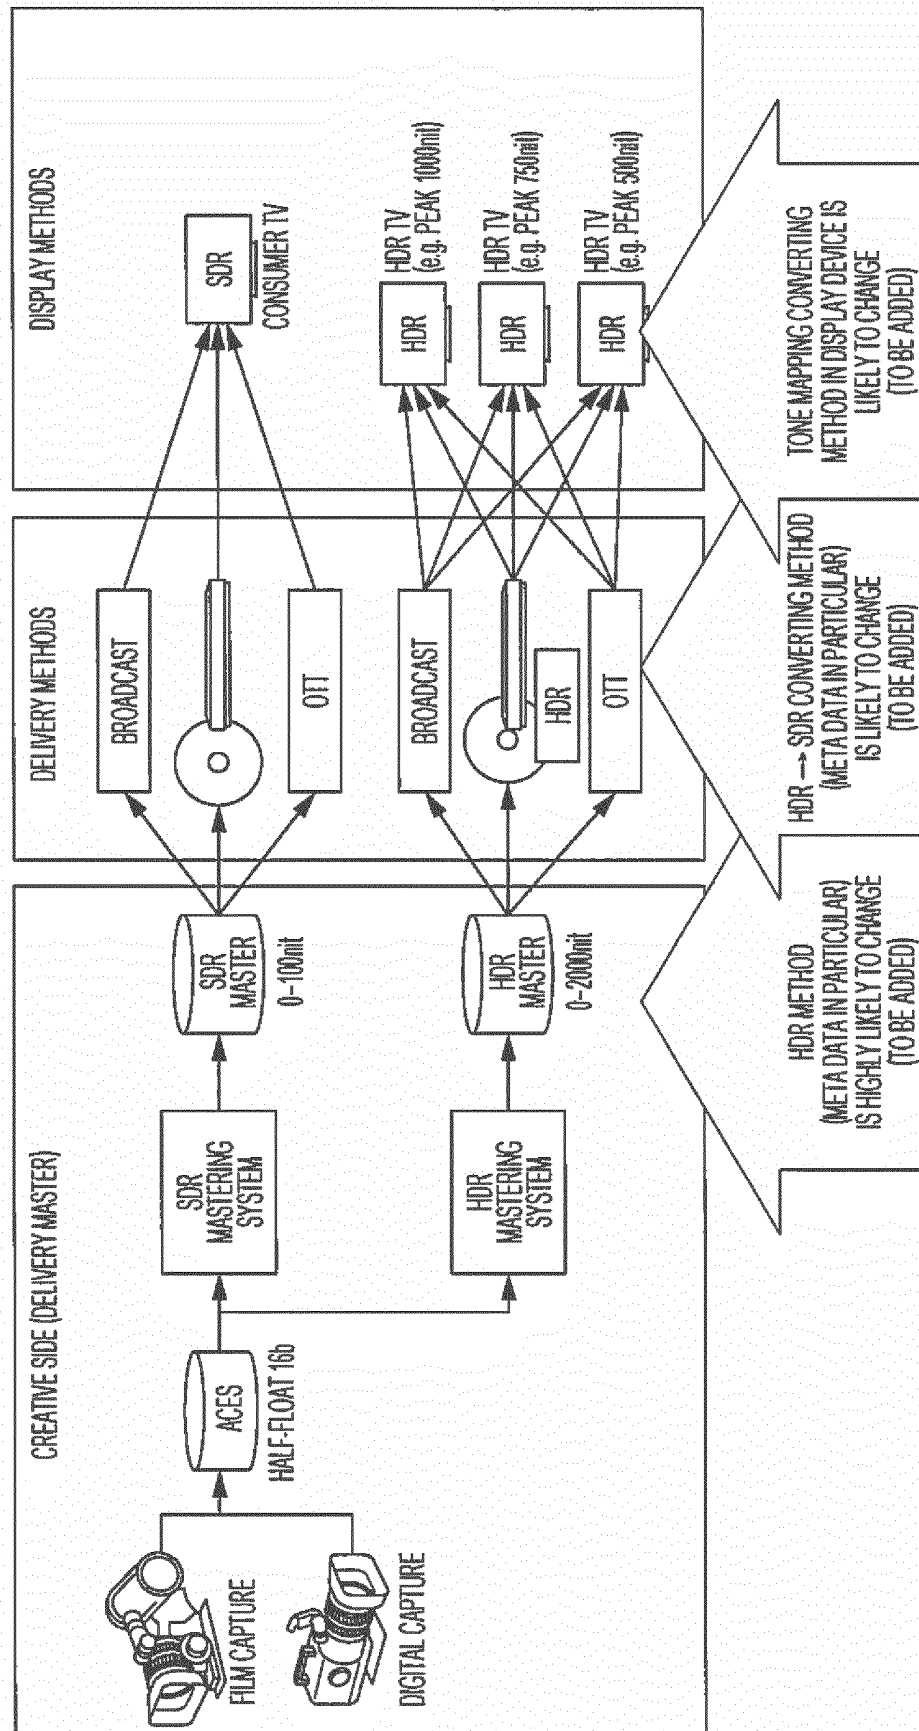 CREATIVE SIDE (DELIVERY MASTER)
FILM CAPTURE
DIGITAL CAPTURE
ACES
HALF-FLOAT 16b
SDR
MASTERING
SYSTEM
HDR
MASTERING
SYSTEM
SDR
MASTER
0-100nit
HDR
MASTER
0-2000nit
DELIVERY METHODS
BROADCAST
OTT
BROADCAST
HDR
OTT
DISPLAY METHODS
SDR
CONSUMER TV
HDR
HDR TV
(e.g. PEAK 1000nit)
HDR
HDR TV
(e.g. PEAK 750nit)
HDR
HDR TV
(e.g. PEAK 500nit)
HDR METHOD
(META DATA IN PARTICULAR)
IS HIGHLY LIKELY TO CHANGE
(TO BE ADDED)
HDR → SDR CONVERTING METHOD
(META DATA IN PARTICULAR)
IS LIKELY TO CHANGE
(TO BE ADDED)
TONE MAPPING CONVERTING
METHOD IN DISPLAY DEVICE IS
LIKELY TO CHANGE
(TO BE ADDED)